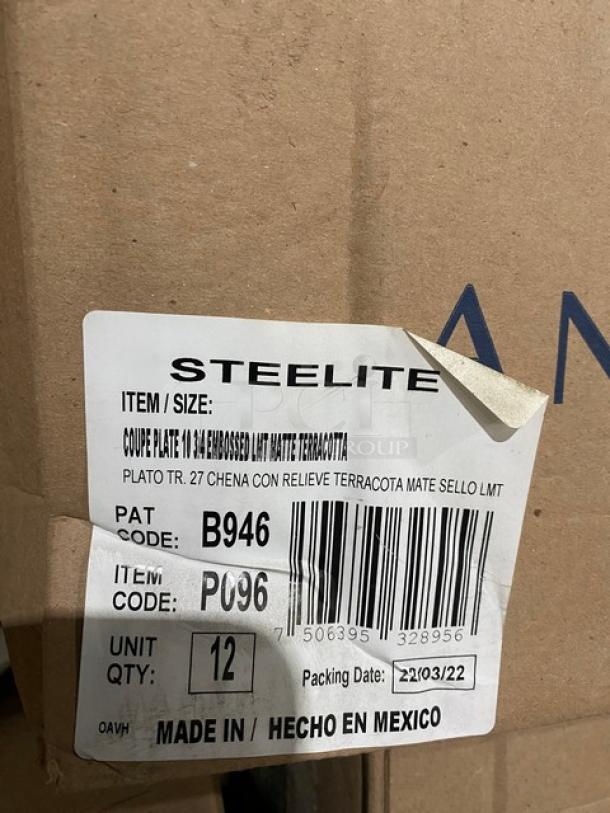 AN
STEELITE
ITEM / SIZE:
COUPE PLATE 10 3/4 EMBOSSED LMT MATTE TERRACOTTA
GROUP
PLATO TR. 27 CHENA CON RELIEVE TERRACOTA MATE SELLO LMT
PAT CODE: B946
ITEM CODE: P096
7 506395 328956
UNIT QTY: 12
Packing Date: 22/03/22
OAVH MADE IN / HECHO EN MEXICO